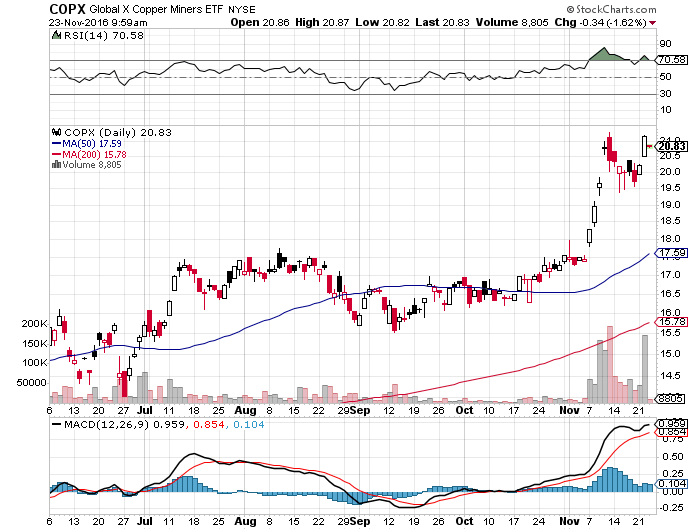 COPX Global X Copper Miners ETF NYSE
© StockCharts.com
23-Nov-2016 9:59am
Open 20.86 High 20.87 Low 20.82 Last 20.83 Volume 8,805 Chg -0.34 (-1.62%)
RSI(14) 70.58
90
70.58
50
30
10
COPX (Daily) 20.83
MA(50) 17.59
MA(200) 15.78
Volume 8,805
21.0
20.83
20.5
20.0
19.5
19.0
18.5
18.0
17.59
17.0
16.5
16.0
15.78
15.5
15.0
14.5
8805
200K
150K
100K
50000
6 13 20 27 Jul 11 18 25 Aug 8 15 22 29 Sep 12 19 26 Oct 10 17 24 Nov 7 14 21
MACD(12,26,9) 0.959, 0.854, 0.104
0.959
0.854
0.50
0.25
0.104
0.00
-0.25
6 13 20 27 Jul 11 18 25 Aug 8 15 22 29 Sep 12 19 26 Oct 10 17 24 Nov 7 14 21